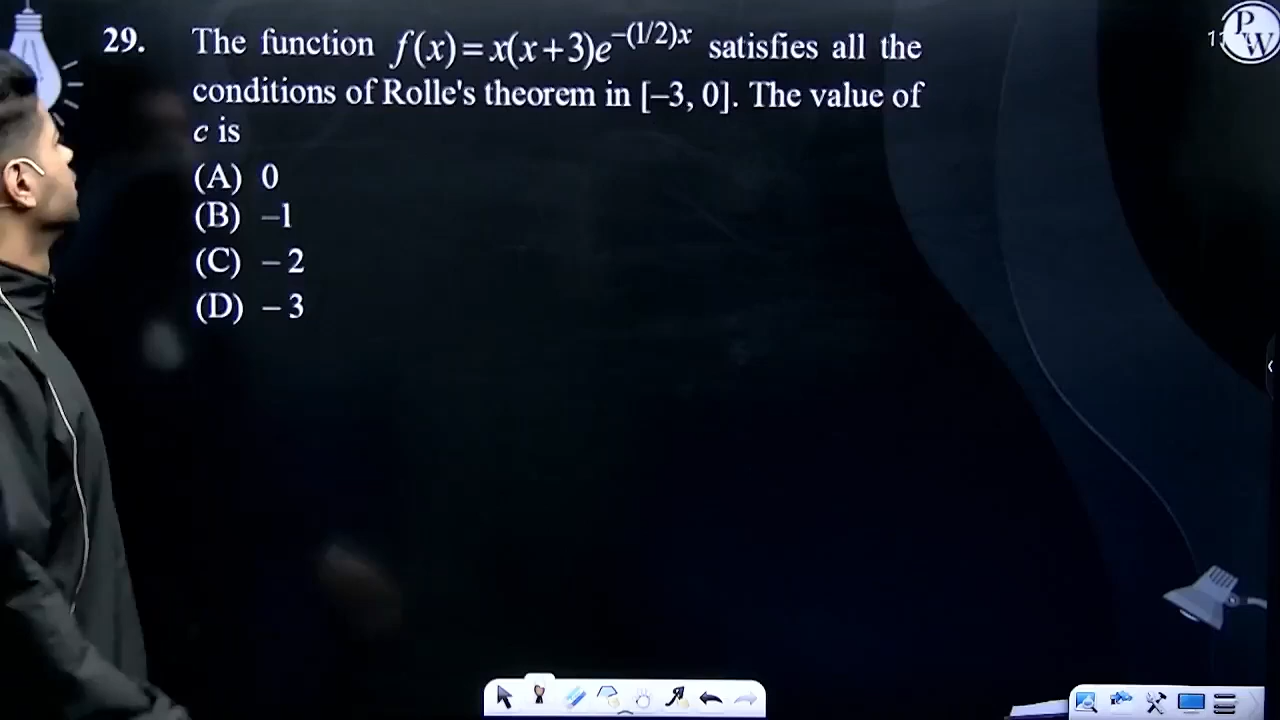 29. The function f(x)=x(x+3)e^{-(1/2)x} satisfies all the
conditions of Rolle's theorem in [–3, 0]. The value of
c is
(A) 0
(B) –1
(C) – 2
(D) – 3
P
W